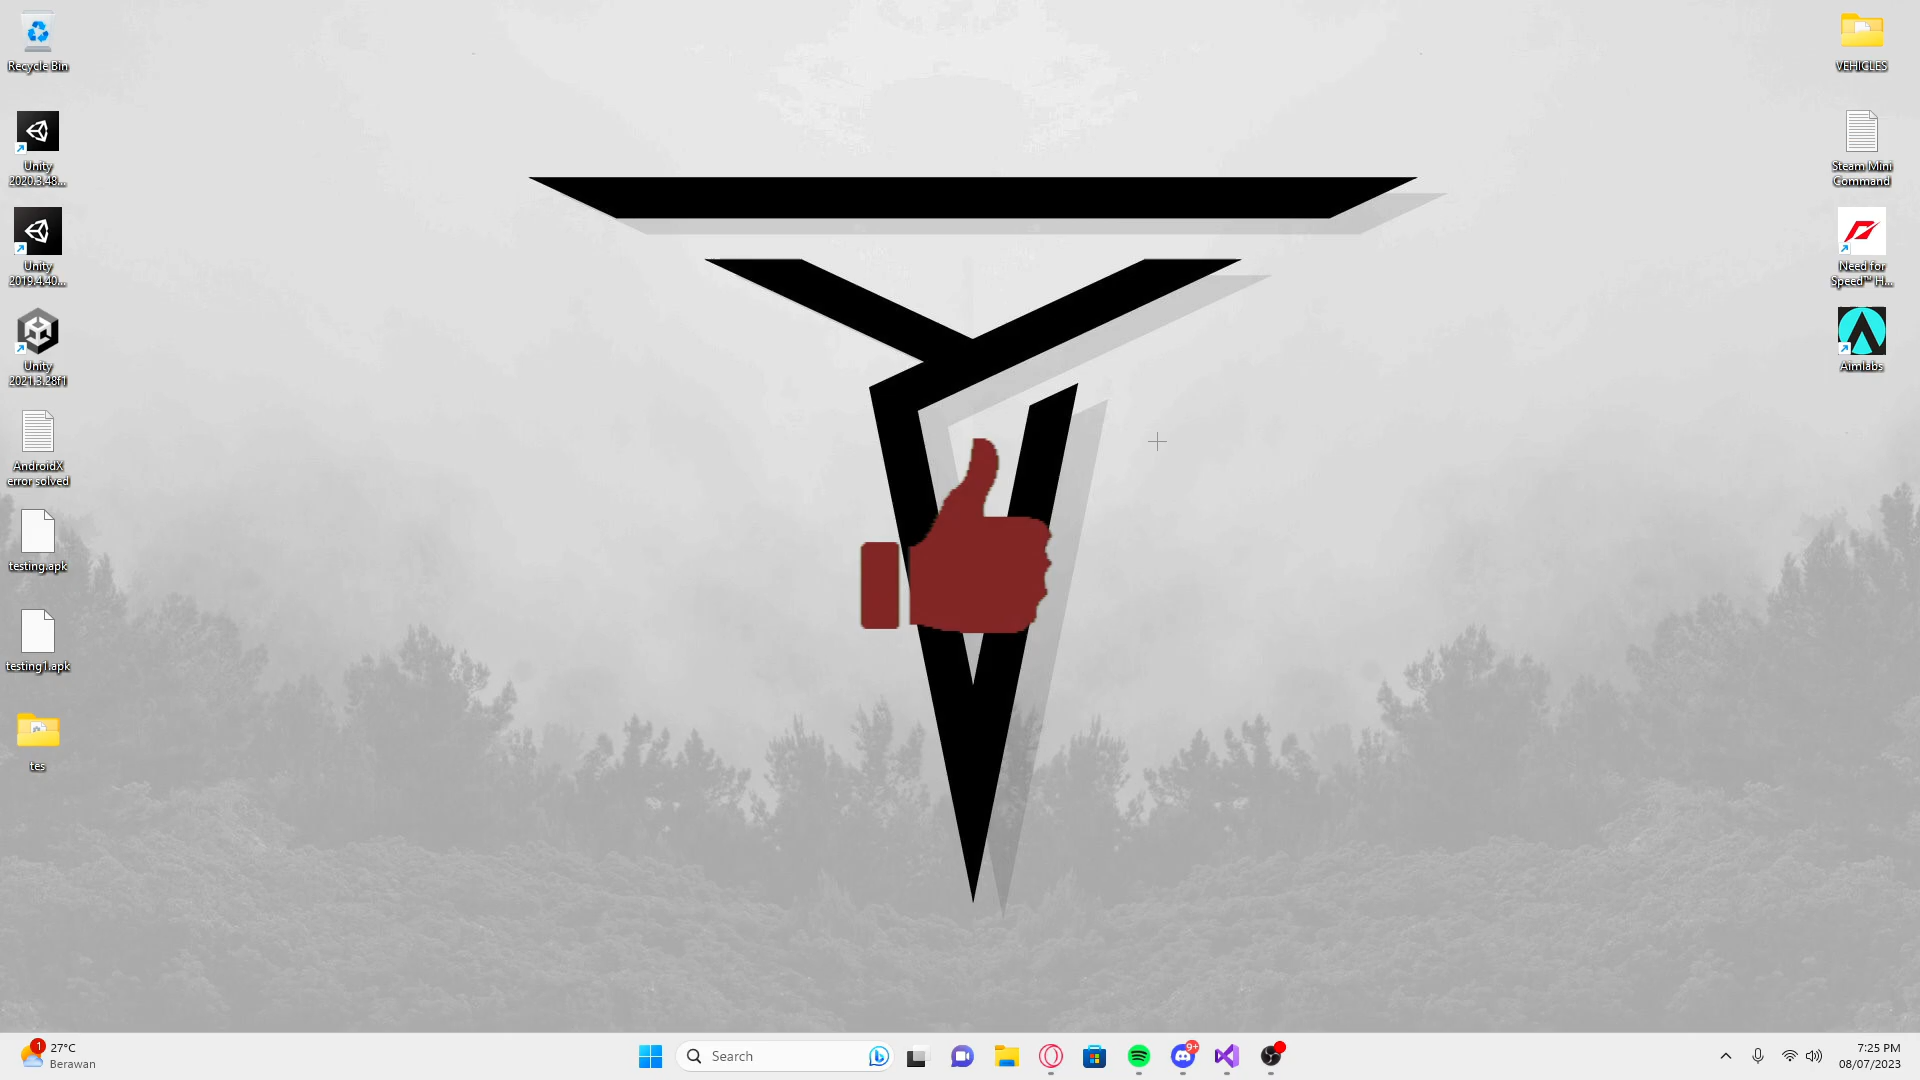 Recycle Bin
Unity
2020.3.48...
Unity
2019.4.40...
Unity
2021.3.28f1
AndroidX
error solved
testing.apk
testing1.apk
tes
VEHICLES
Steam Mini
Command
Need for
Speed™ H...
Aimlabs
1
27°C
Berawan
Search
9+
7:25 PM
08/07/2023